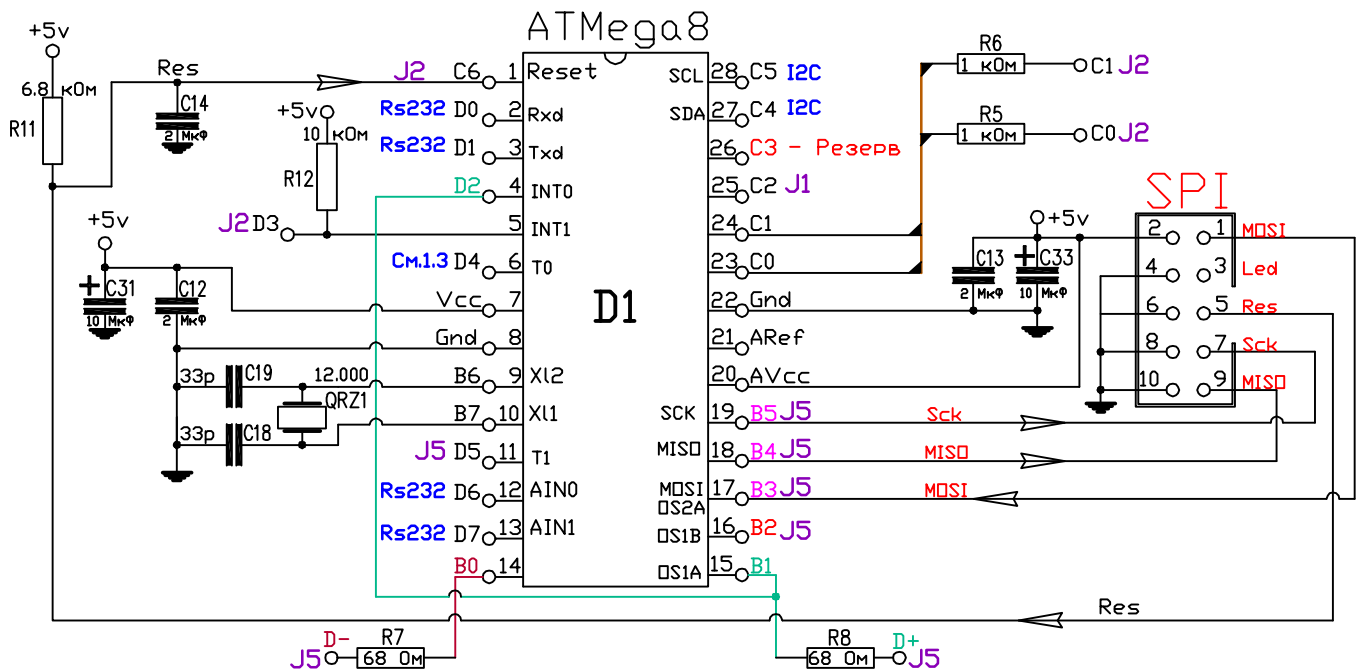 ATMega8
+5v
6.8 кОм
R11
Res
C14
2 Мкф
J2 C6 1 Reset
Rs232 D0 2 Rxd
Rs232 D1 3 Txd
+5v
10 кОм
R12
D2 4 INT0
J2 D3 5 INT1
См.1.3 D4 6 T0
Vcc 7
Gnd 8
+5v
+ C31
10 Мкф
C12
2 Мкф
33p C19
12.000
QRZ1
33p C18
B6 9 Xl2
B7 10 Xl1
J5 D5 11 T1
Rs232 D6 12 AIN0
Rs232 D7 13 AIN1
B0 14
D1
SCL 28 C5 I2C
SDA 27 C4 I2C
26 C3 - Резерв
25 C2 J1
24 C1
23 C0
22 Gnd
21 ARef
20 AVcc
SCK 19 B5 J5 Sck
MISO 18 B4 J5 MISO
MOSI 17 B3 J5 MOSI
OS2A
OS1B 16 B2 J5
OS1A 15 B1
R6
1 кОм
C1 J2
R5
1 кОм
C0 J2
+5v
C13
2 Мкф
+ C33
10 Мкф
SPI
2 1 MOSI
4 3 Led
6 5 Res
8 7 Sck
10 9 MISO
Res
J5 D- R7
68 Ом
R8 D+ J5
68 Ом